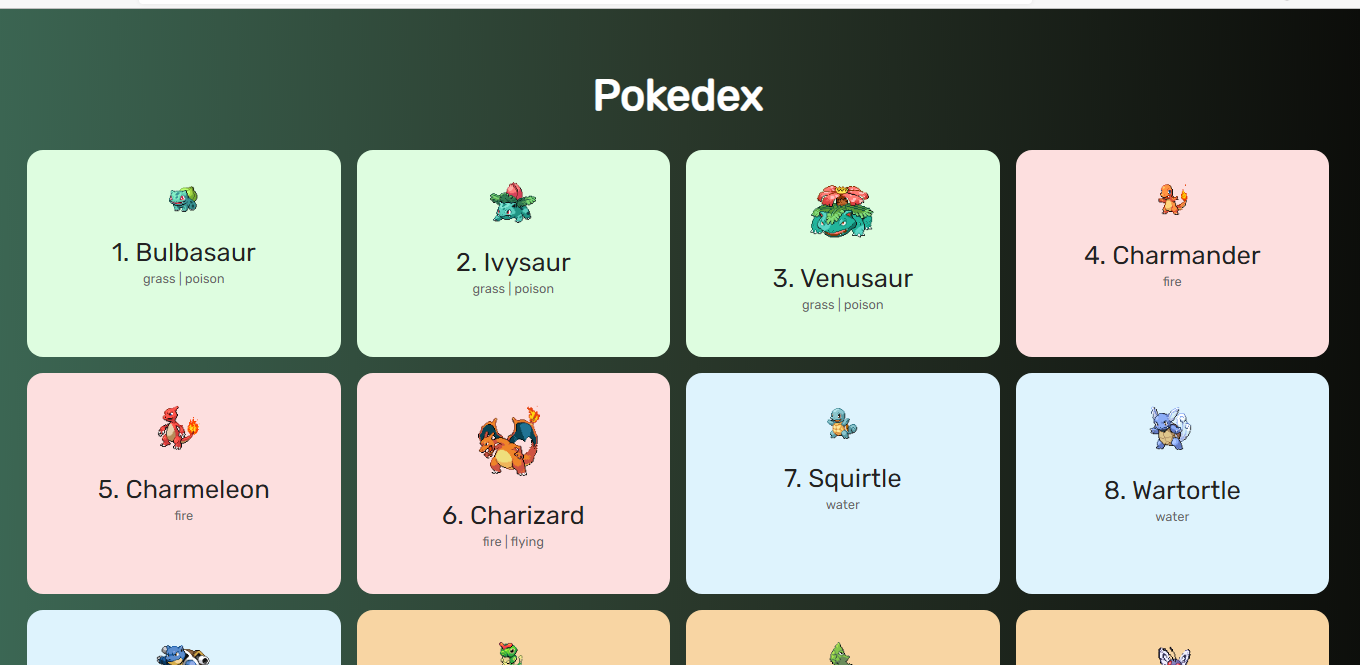 Pokedex
1. Bulbasaur
grass | poison
2. Ivysaur
grass | poison
3. Venusaur
grass | poison
4. Charmander
fire
5. Charmeleon
fire
6. Charizard
fire | flying
7. Squirtle
water
8. Wartortle
water